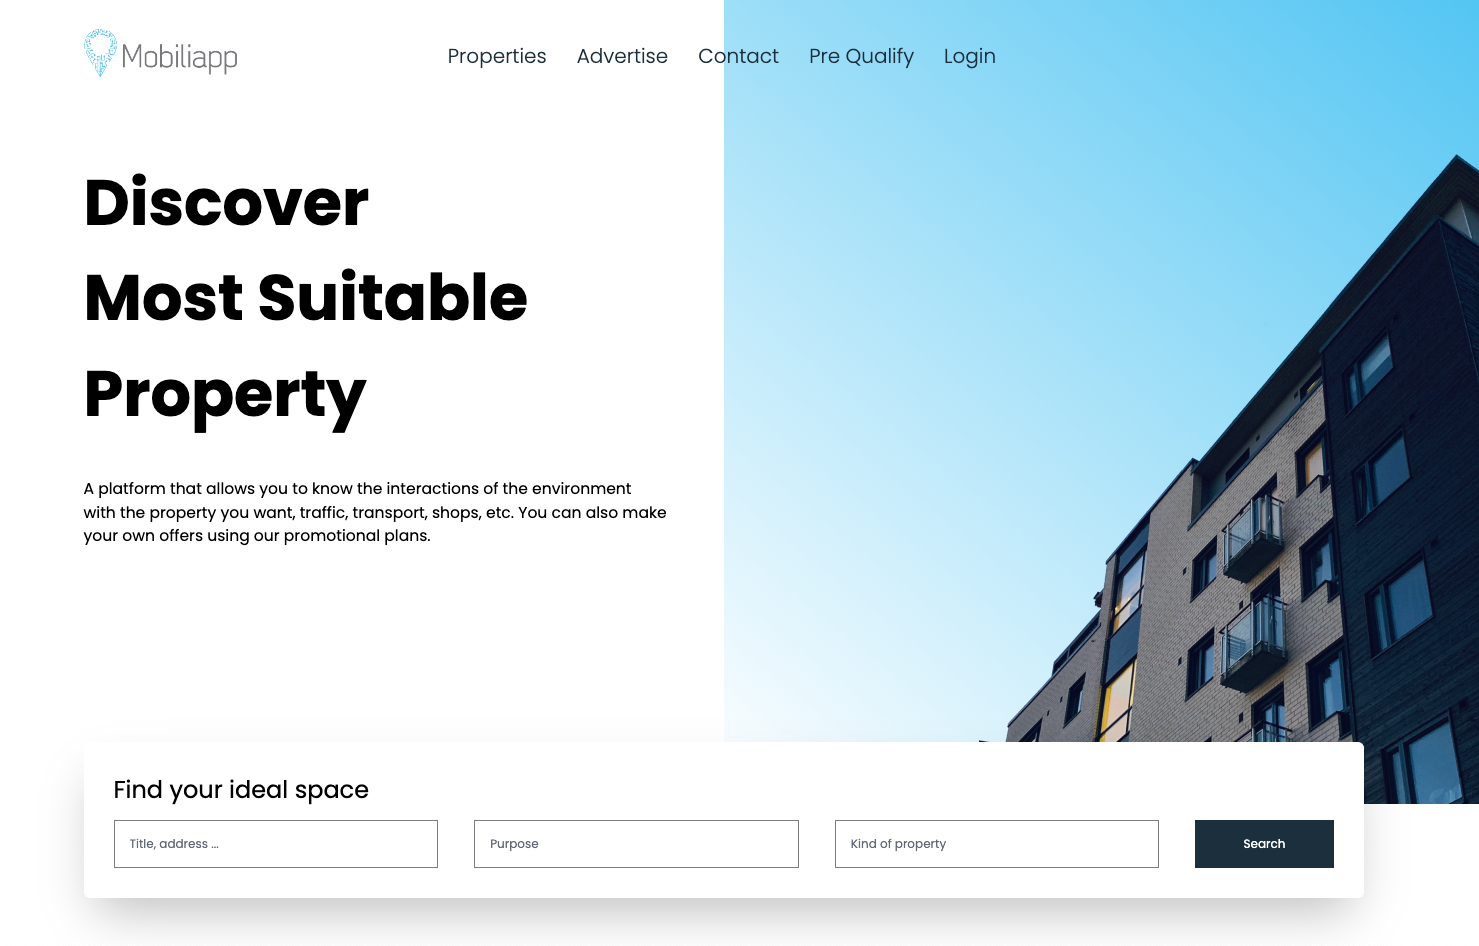 Mobiliapp
Properties
Advertise
Contact
Pre Qualify
Login
Discover
Most Suitable
Property
A platform that allows you to know the interactions of the environment
with the property you want, traffic, transport, shops, etc. You can also make
your own offers using our promotional plans.
Find your ideal space
Title, address ...
Purpose
Kind of property
Search